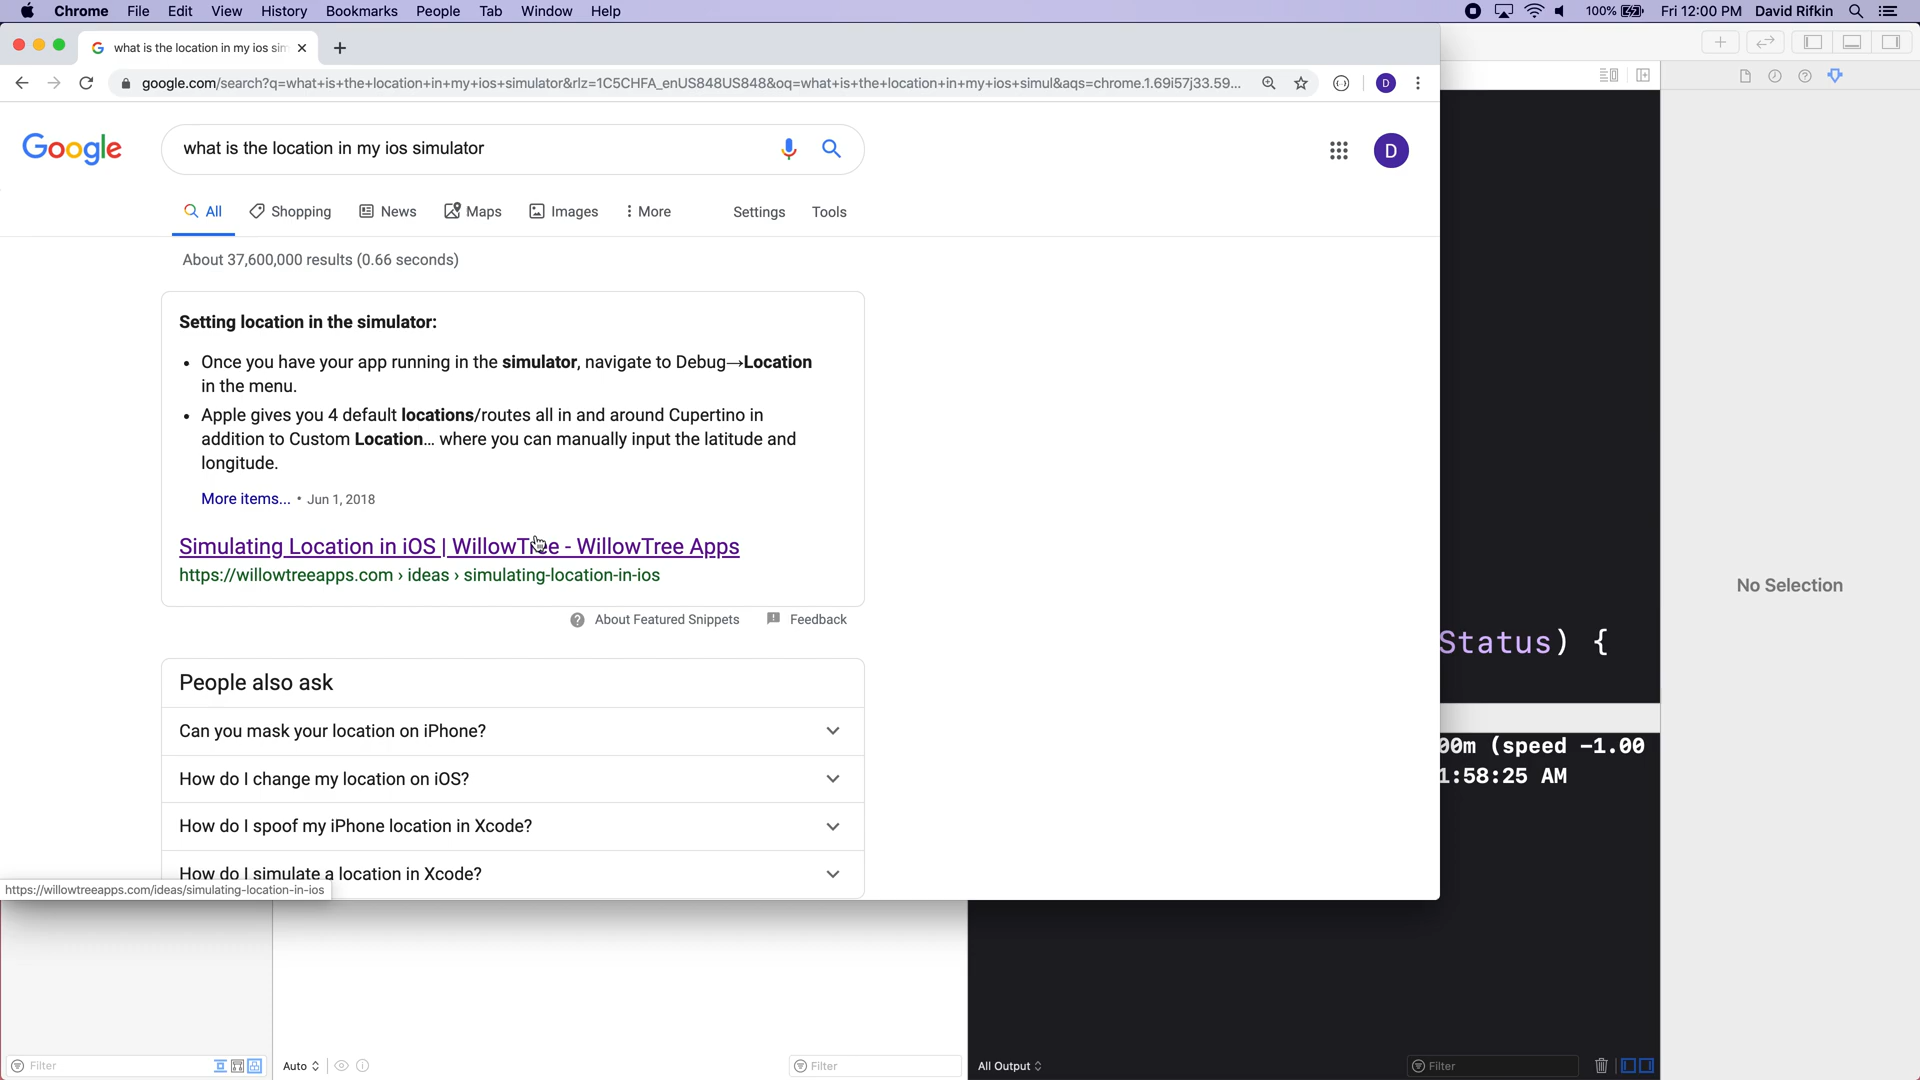 Chrome File Edit View History Bookmarks People Tab Window Help
100% Fri 12:00 PM David Rifkin
what is the location in my ios sim
google.com/search?q=what+is+the+location+in+my+ios+simulator&rlz=1C5CHFA_enUS848US848&oq=what+is+the+location+in+my+ios+simul&aqs=chrome.1.69i57j33.59...
D
Google
what is the location in my ios simulator
D
All Shopping News Maps Images More Settings Tools
About 37,600,000 results (0.66 seconds)
Setting location in the simulator:
• Once you have your app running in the simulator, navigate to Debug→Location
in the menu.
• Apple gives you 4 default locations/routes all in and around Cupertino in
addition to Custom Location... where you can manually input the latitude and
longitude.
More items... • Jun 1, 2018
Simulating Location in iOS | WillowTree - WillowTree Apps
https://willowtreeapps.com › ideas › simulating-location-in-ios
About Featured Snippets Feedback
People also ask
Can you mask your location on iPhone?
How do I change my location on iOS?
How do I spoof my iPhone location in Xcode?
How do I simulate a location in Xcode?
https://willowtreeapps.com/ideas/simulating-location-in-ios
No Selection
Status) {
00m (speed -1.00
1:58:25 AM
Filter
Auto
Filter
All Output
Filter